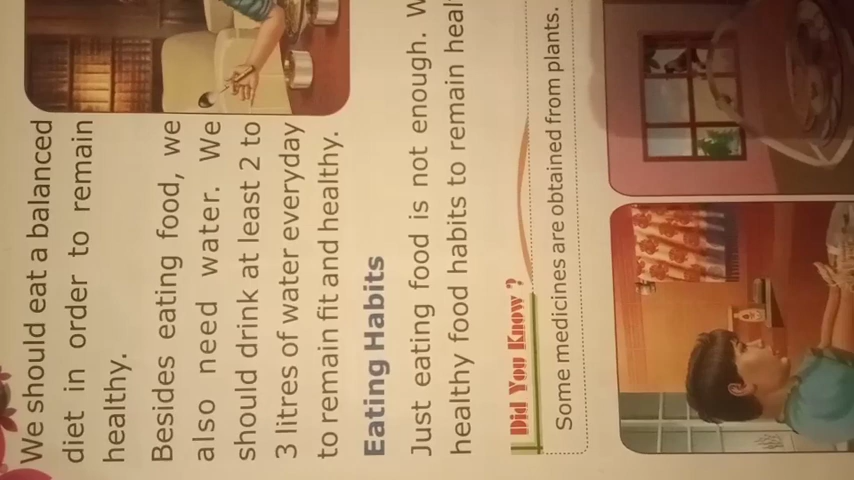 We should eat a balanced
diet in order to remain
healthy.
Besides eating food, we
also need water. We
should drink at least 2 to
3 litres of water everyday
to remain fit and healthy.
Eating Habits
Just eating food is not enough.
healthy food habits to remain
Did You Know ?
Some medicines are obtained from plants.